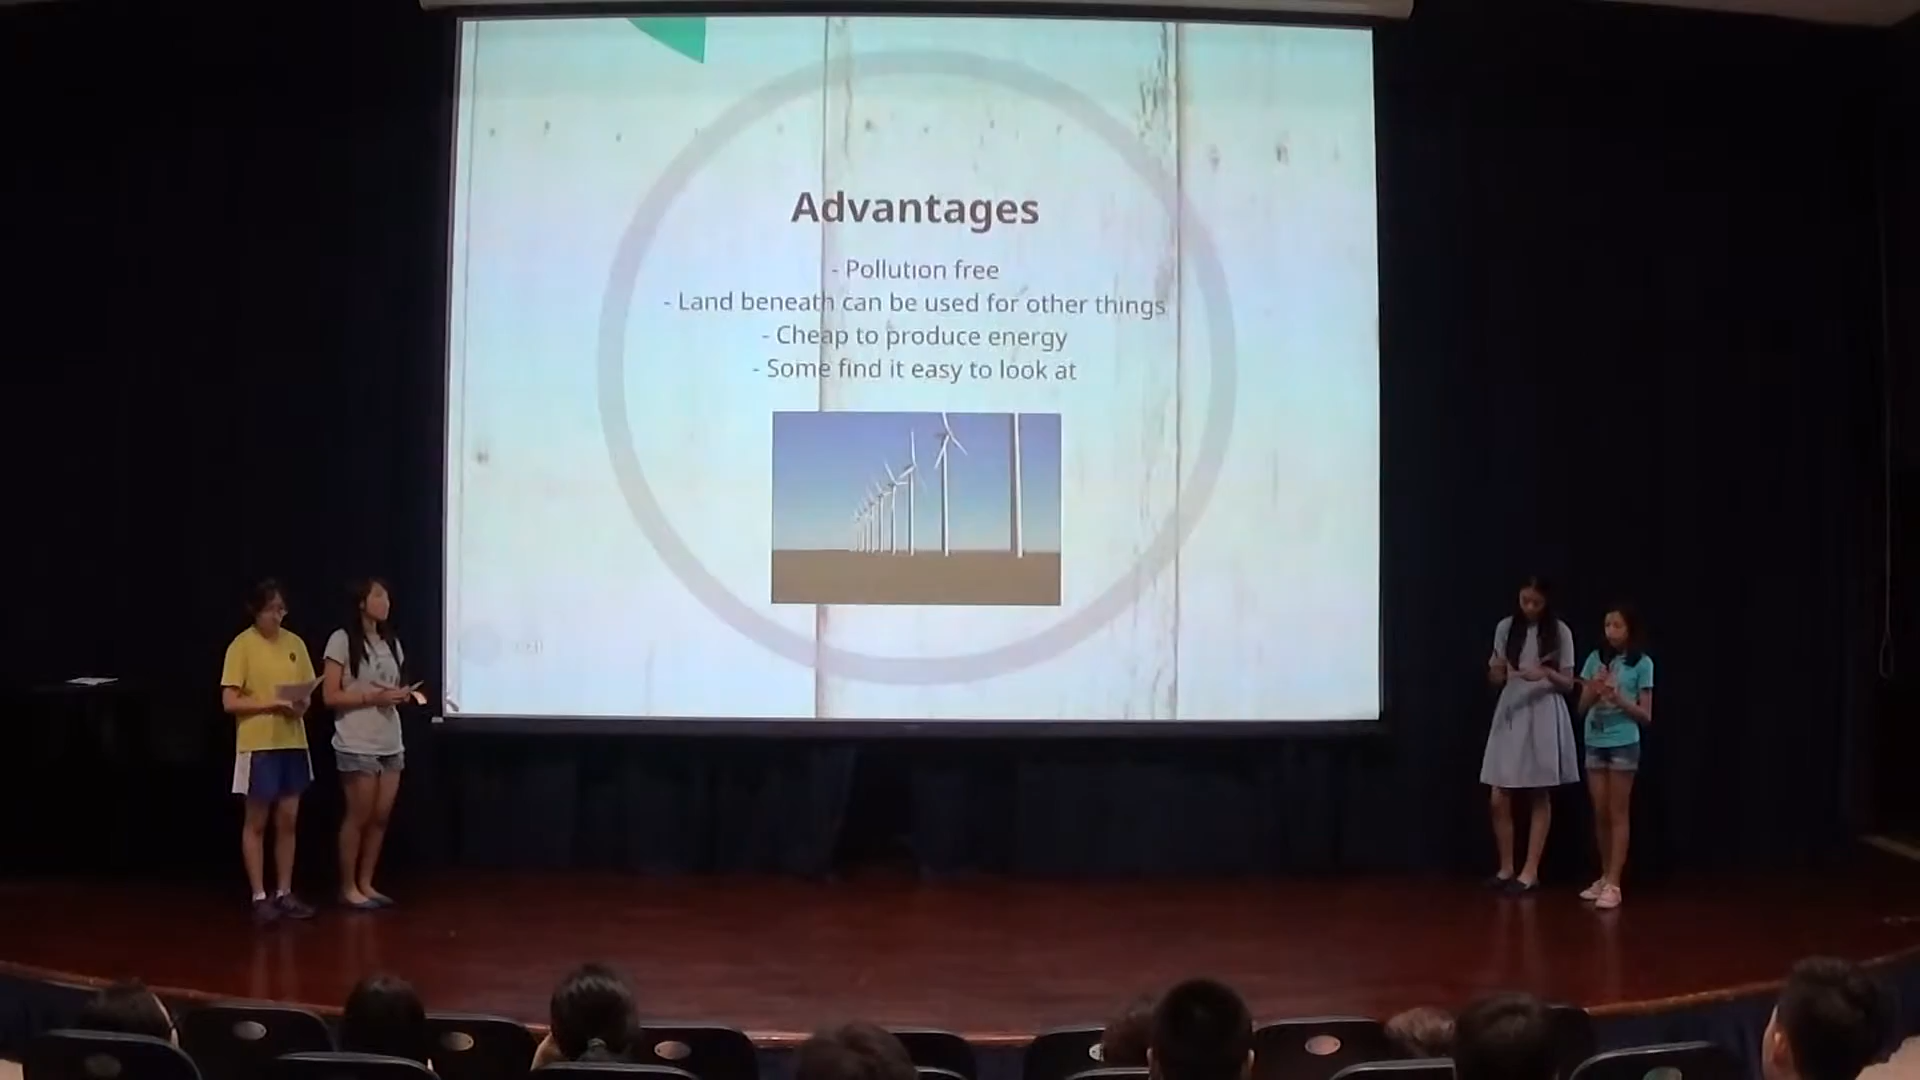 Advantages
- Pollution free
- Land beneath can be used for other things
- Cheap to produce energy
- Some find it easy to look at